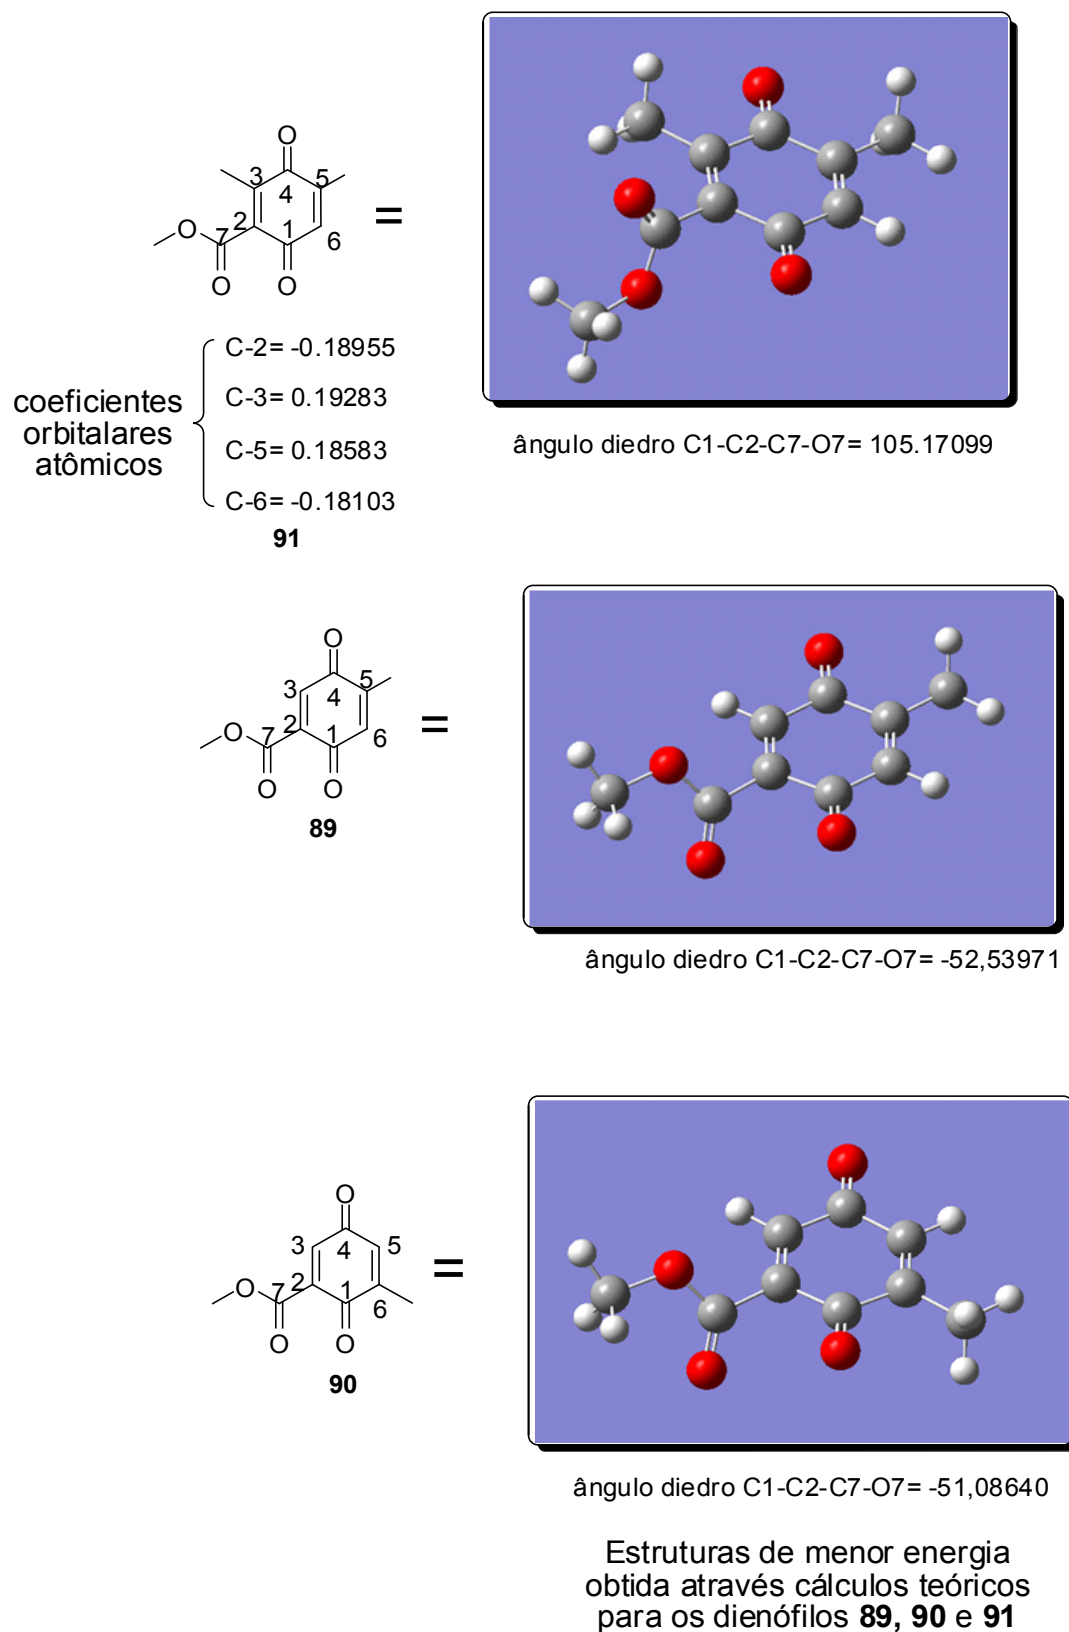 O
3
5
4
O
2
1
7
6
O
O
=
C-2= -0.18955
C-3= 0.19283
C-5= 0.18583
C-6= -0.18103
coeficientes
orbitalares
atômicos
91
ângulo diedro C1-C2-C7-O7= 105.17099
O
3
5
4
O
2
1
7
6
O
O
=
89
ângulo diedro C1-C2-C7-O7= -52,53971
O
3
5
4
O
2
1
7
6
O
O
=
90
ângulo diedro C1-C2-C7-O7= -51,08640
Estruturas de menor energia
obtida através cálculos teóricos
para os dienófilos 89, 90 e 91